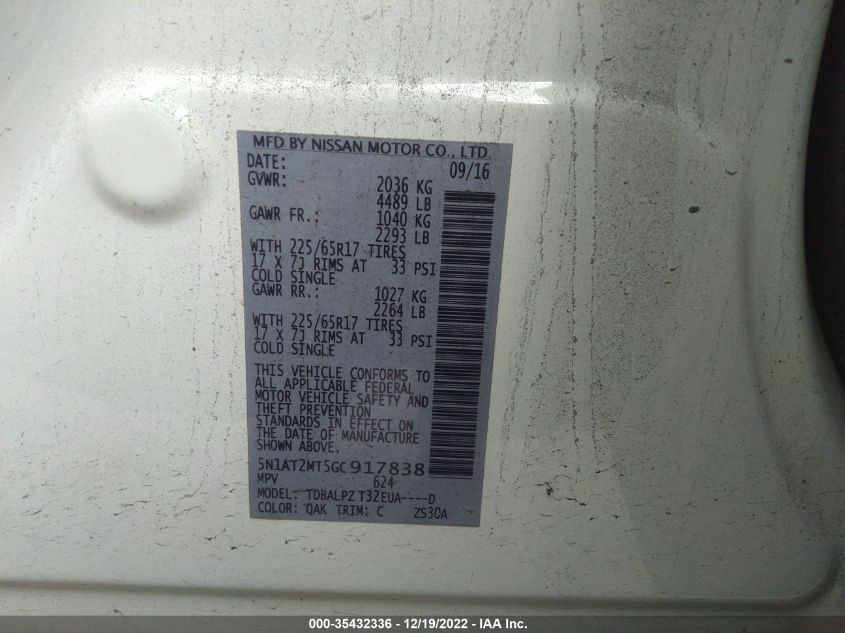 MFD BY NISSAN MOTOR CO., LTD.
DATE: 09/16
GVWR: 2036 KG
4489 LB
GAWR FR.: 1040 KG
2293 LB
WITH 225/65R17 TIRES
17 X 7J RIMS AT 33 PSI
COLD SINGLE
GAWR RR.: 1027 KG
2264 LB
WITH 225/65R17 TIRES
17 X 7J RIMS AT 33 PSI
COLD SINGLE
THIS VEHICLE CONFORMS TO
ALL APPLICABLE FEDERAL
MOTOR VEHICLE SAFETY AND
THEFT PREVENTION
STANDARDS IN EFFECT ON
THE DATE OF MANUFACTURE
SHOWN ABOVE.
5N1AT2MT5GC917838
MPV 624
MODEL: TDBALPZ T32EUA----D
COLOR: QAK TRIM: C ZS30A
000-35432336 - 12/19/2022 - IAA Inc.